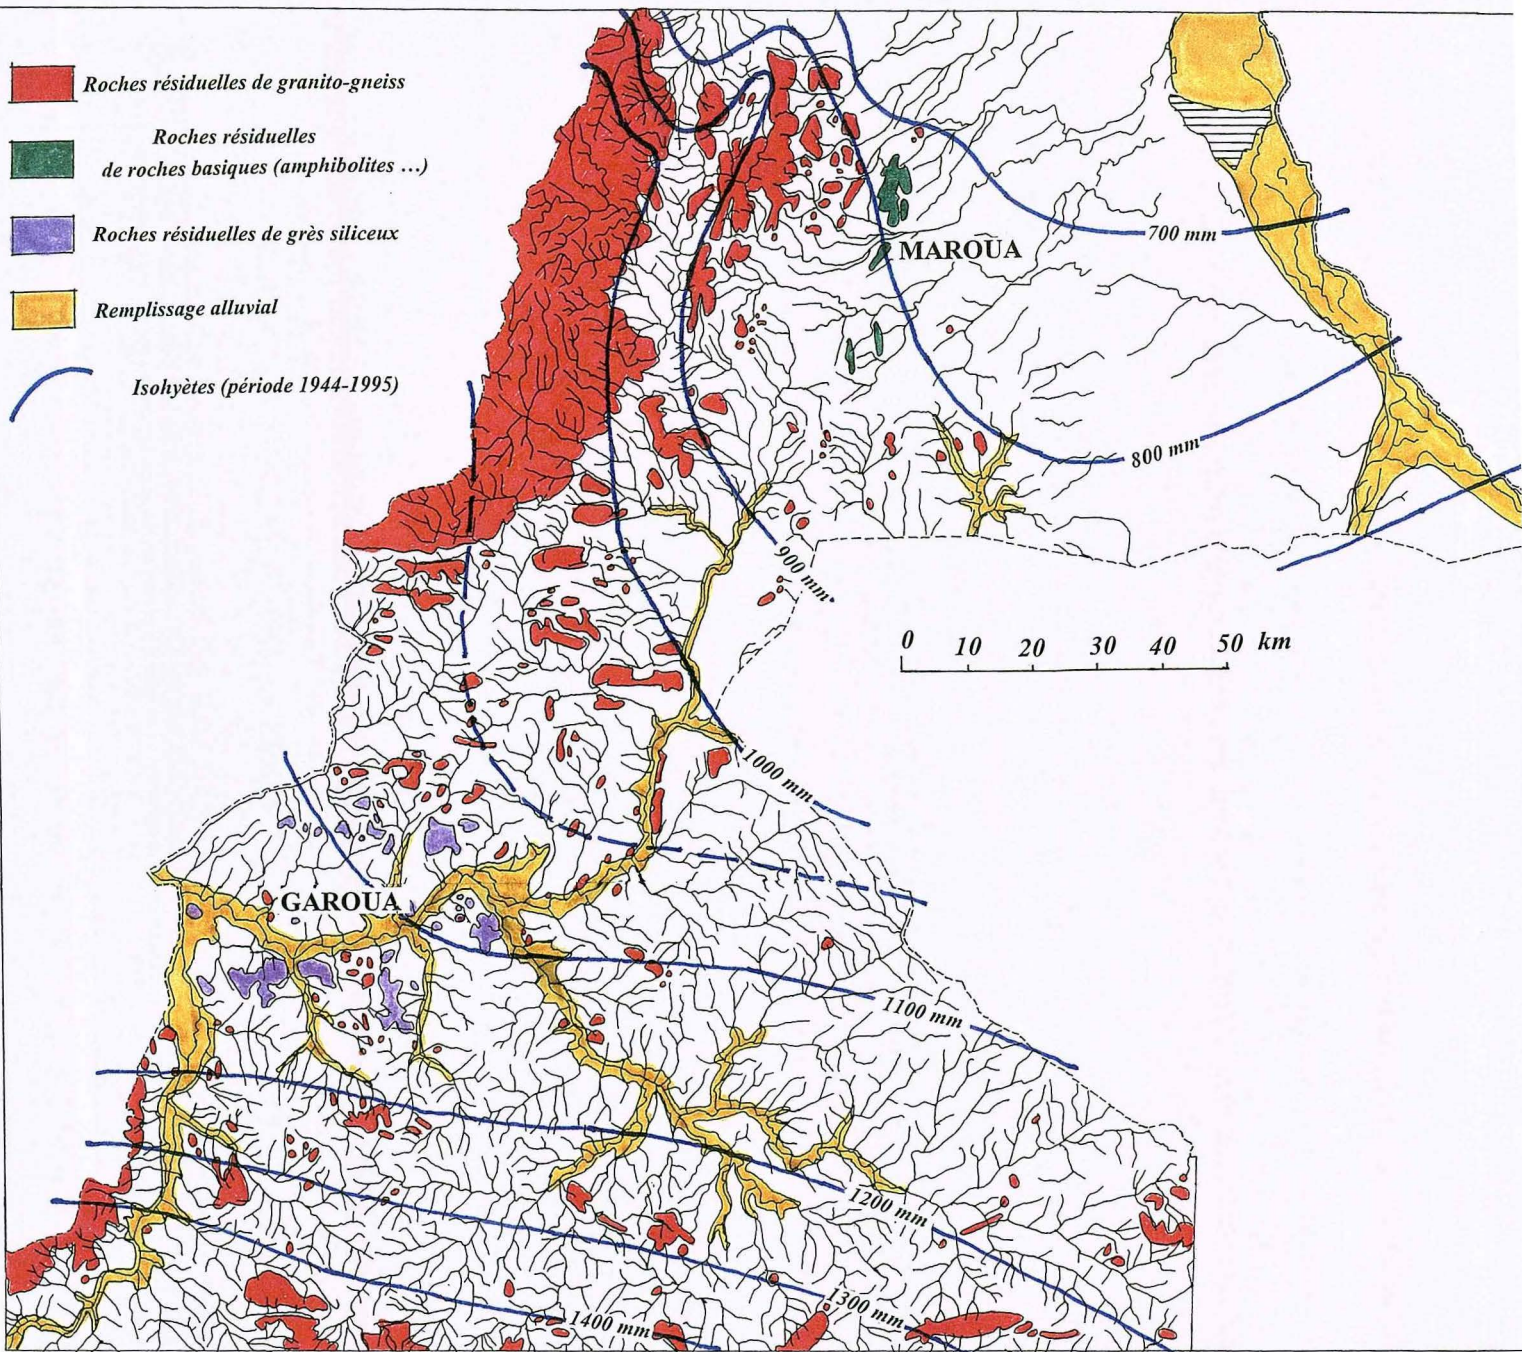 Roches résiduelles de granito-gneiss
Roches résiduelles
de roches basiques (amphibolites ...)
Roches résiduelles de grès siliceux
Remplissage alluvial
Isohyètes (période 1944-1995)
700 mm
MAROUA
800 mm
900 mm
0 10 20 30 40 50 km
1000 mm
GAROUA
1100 mm
1200 mm
1300 mm
1400 mm